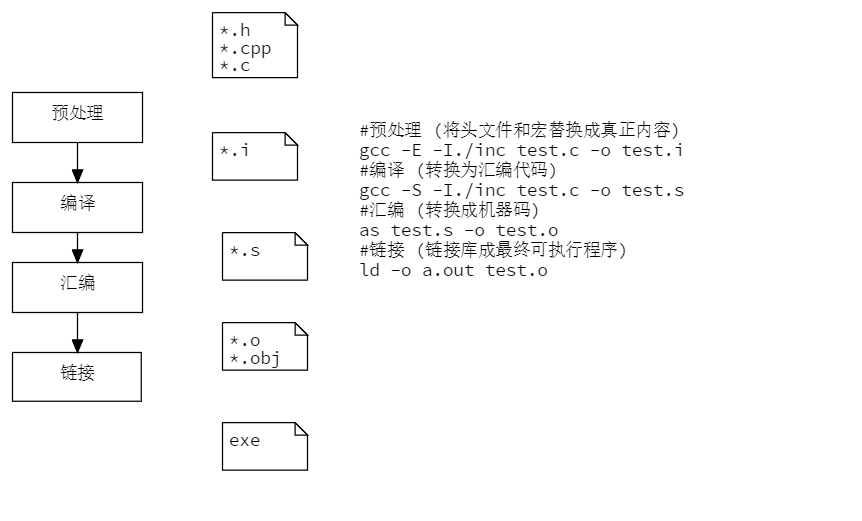 *.h
*.cpp
*.c
预处理
*.i
编译
*.s
汇编
*.o
*.obj
链接
exe
#预处理 (将头文件和宏替换成真正内容)
gcc -E -I./inc test.c -o test.i
#编译 (转换为汇编代码)
gcc -S -I./inc test.c -o test.s
#汇编 (转换成机器码)
as test.s -o test.o
#链接 (链接库成最终可执行程序)
ld -o a.out test.o